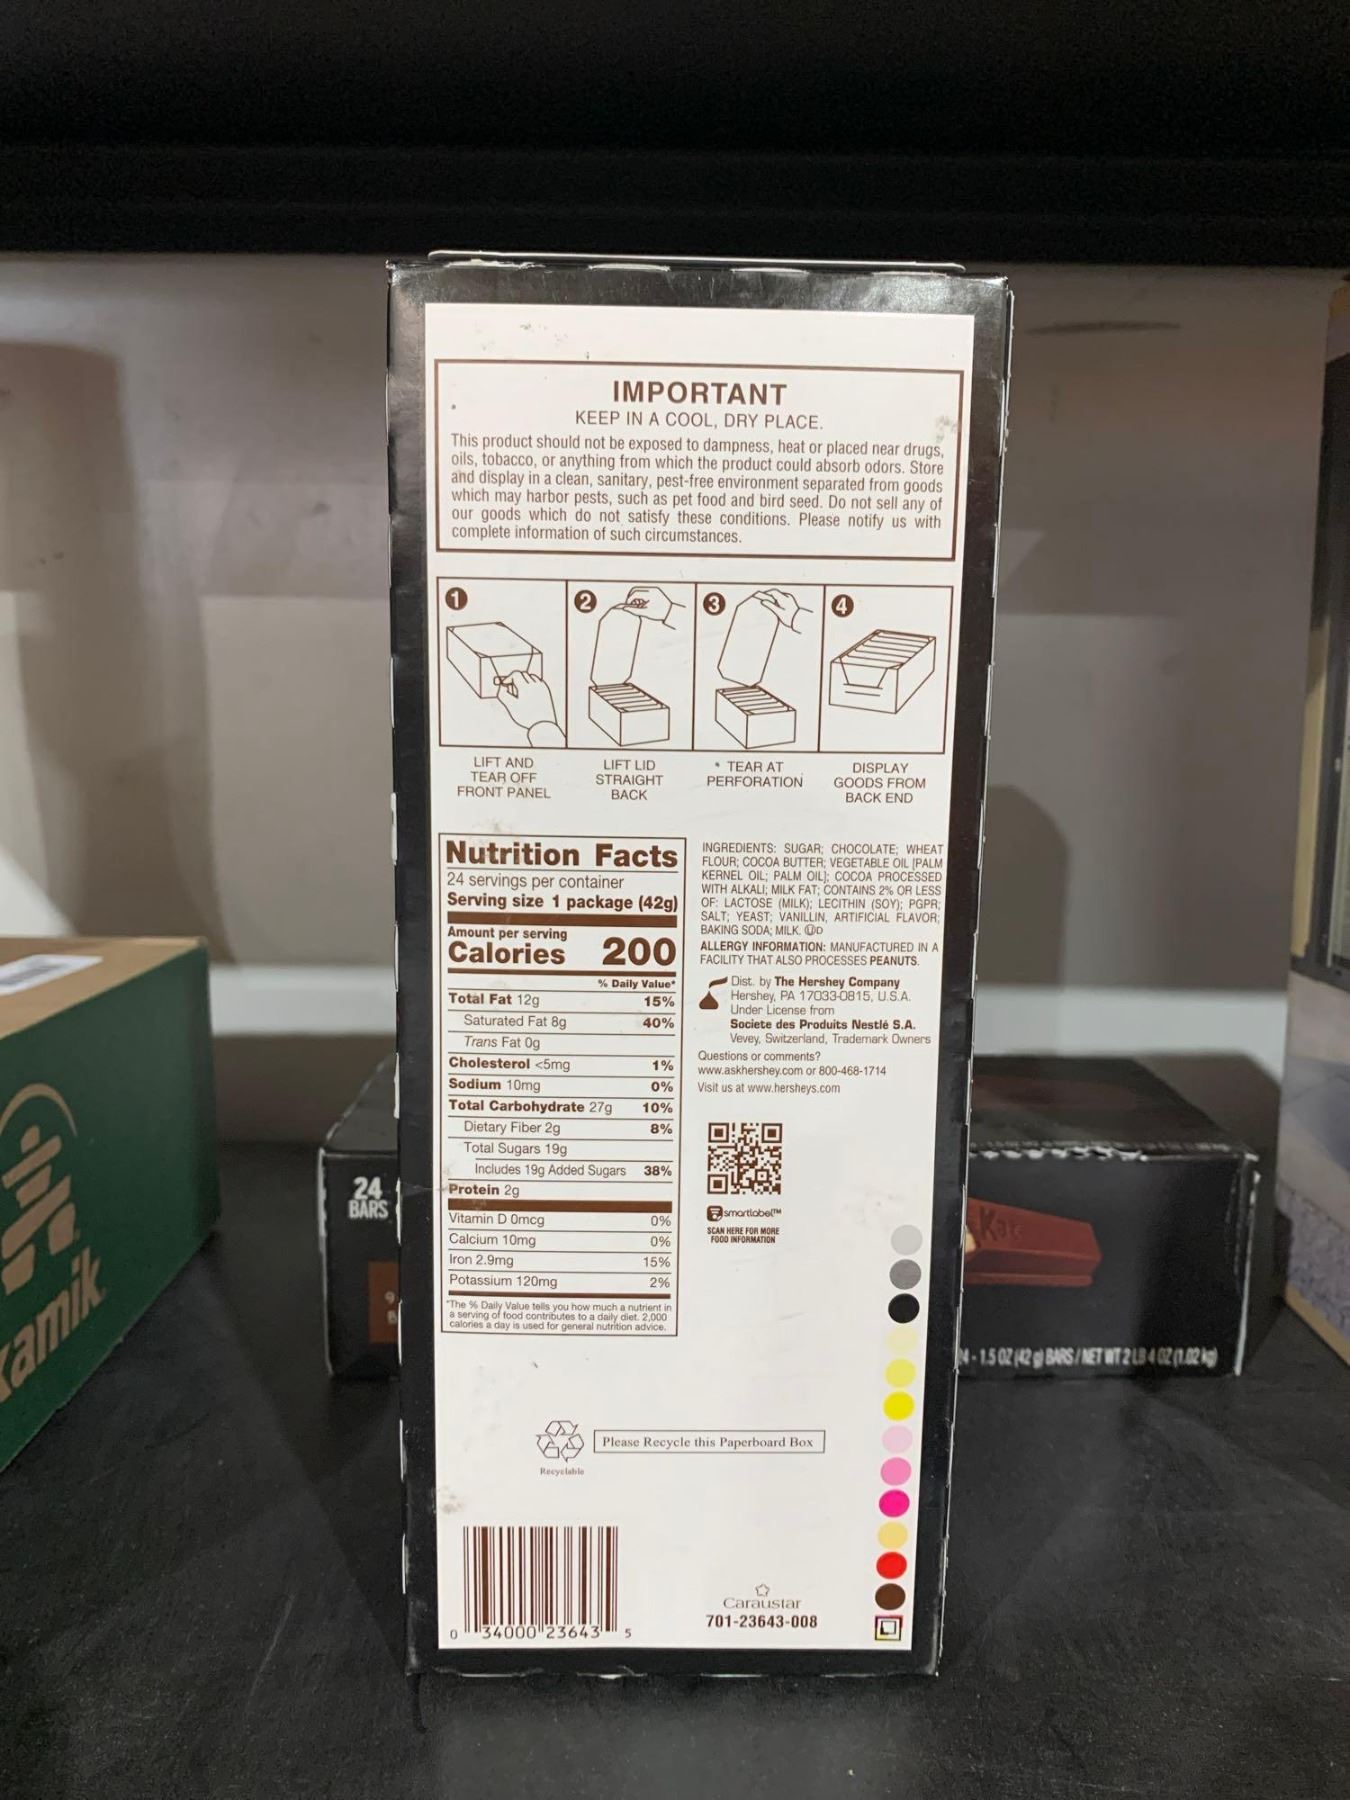 IMPORTANT
KEEP IN A COOL, DRY PLACE.
This product should not be exposed to dampness, heat or placed near drugs,
oils, tobacco, or anything from which the product could absorb odors. Store
and display in a clean, sanitary, pest-free environment separated from goods
which may harbor pests, such as pet food and bird seed. Do not sell any of
our goods which do not satisfy these conditions. Please notify us with
complete information of such circumstances.
1
2
3
4
LIFT AND
TEAR OFF
FRONT PANEL
LIFT LID
STRAIGHT
BACK
TEAR AT
PERFORATION
DISPLAY
GOODS FROM
BACK END
Nutrition Facts
24 servings per container
Serving size 1 package (42g)
Amount per serving
Calories 200
% Daily Value*
Total Fat 12g 15%
Saturated Fat 8g 40%
Trans Fat 0g
Cholesterol <5mg 1%
Sodium 10mg 0%
Total Carbohydrate 27g 10%
Dietary Fiber 2g 8%
Total Sugars 19g
Includes 19g Added Sugars 38%
Protein 2g
Vitamin D 0mcg 0%
Calcium 10mg 0%
Iron 2.9mg 15%
Potassium 120mg 2%
*The % Daily Value tells you how much a nutrient in
a serving of food contributes to a daily diet. 2,000
calories a day is used for general nutrition advice.
INGREDIENTS: SUGAR; CHOCOLATE; WHEAT
FLOUR; COCOA BUTTER; VEGETABLE OIL [PALM
KERNEL OIL; PALM OIL]; COCOA PROCESSED
WITH ALKALI; MILK FAT; CONTAINS 2% OR LESS
OF: LACTOSE (MILK); LECITHIN (SOY); PGPR;
SALT; YEAST; VANILLIN, ARTIFICIAL FLAVOR;
BAKING SODA; MILK. ⓊD
ALLERGY INFORMATION: MANUFACTURED IN A
FACILITY THAT ALSO PROCESSES PEANUTS.
Dist. by The Hershey Company
Hershey, PA 17033-0815, U.S.A.
Under License from
Societe des Produits Nestlé S.A.
Vevey, Switzerland, Trademark Owners
Questions or comments?
www.askhershey.com or 800-468-1714
Visit us at www.hersheys.com
smartlabel™
SCAN HERE FOR MORE
FOOD INFORMATION
Recyclable
Please Recycle this Paperboard Box
0 34000 23643 5
Caraustar
701-23643-008
kamik
24
BARS
Kat
24 - 1.5 OZ (42 g) BARS / NET WT 2 LB 4 OZ (1.02 kg)